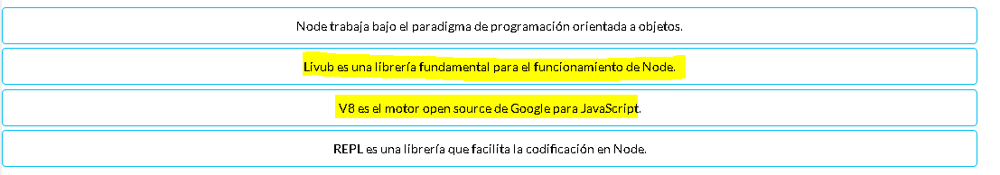 Node trabaja bajo el paradigma de programación orientada a objetos.
Livub es una librería fundamental para el funcionamiento de Node.
V8 es el motor open source de Google para JavaScript.
REPL es una librería que facilita la codificación en Node.